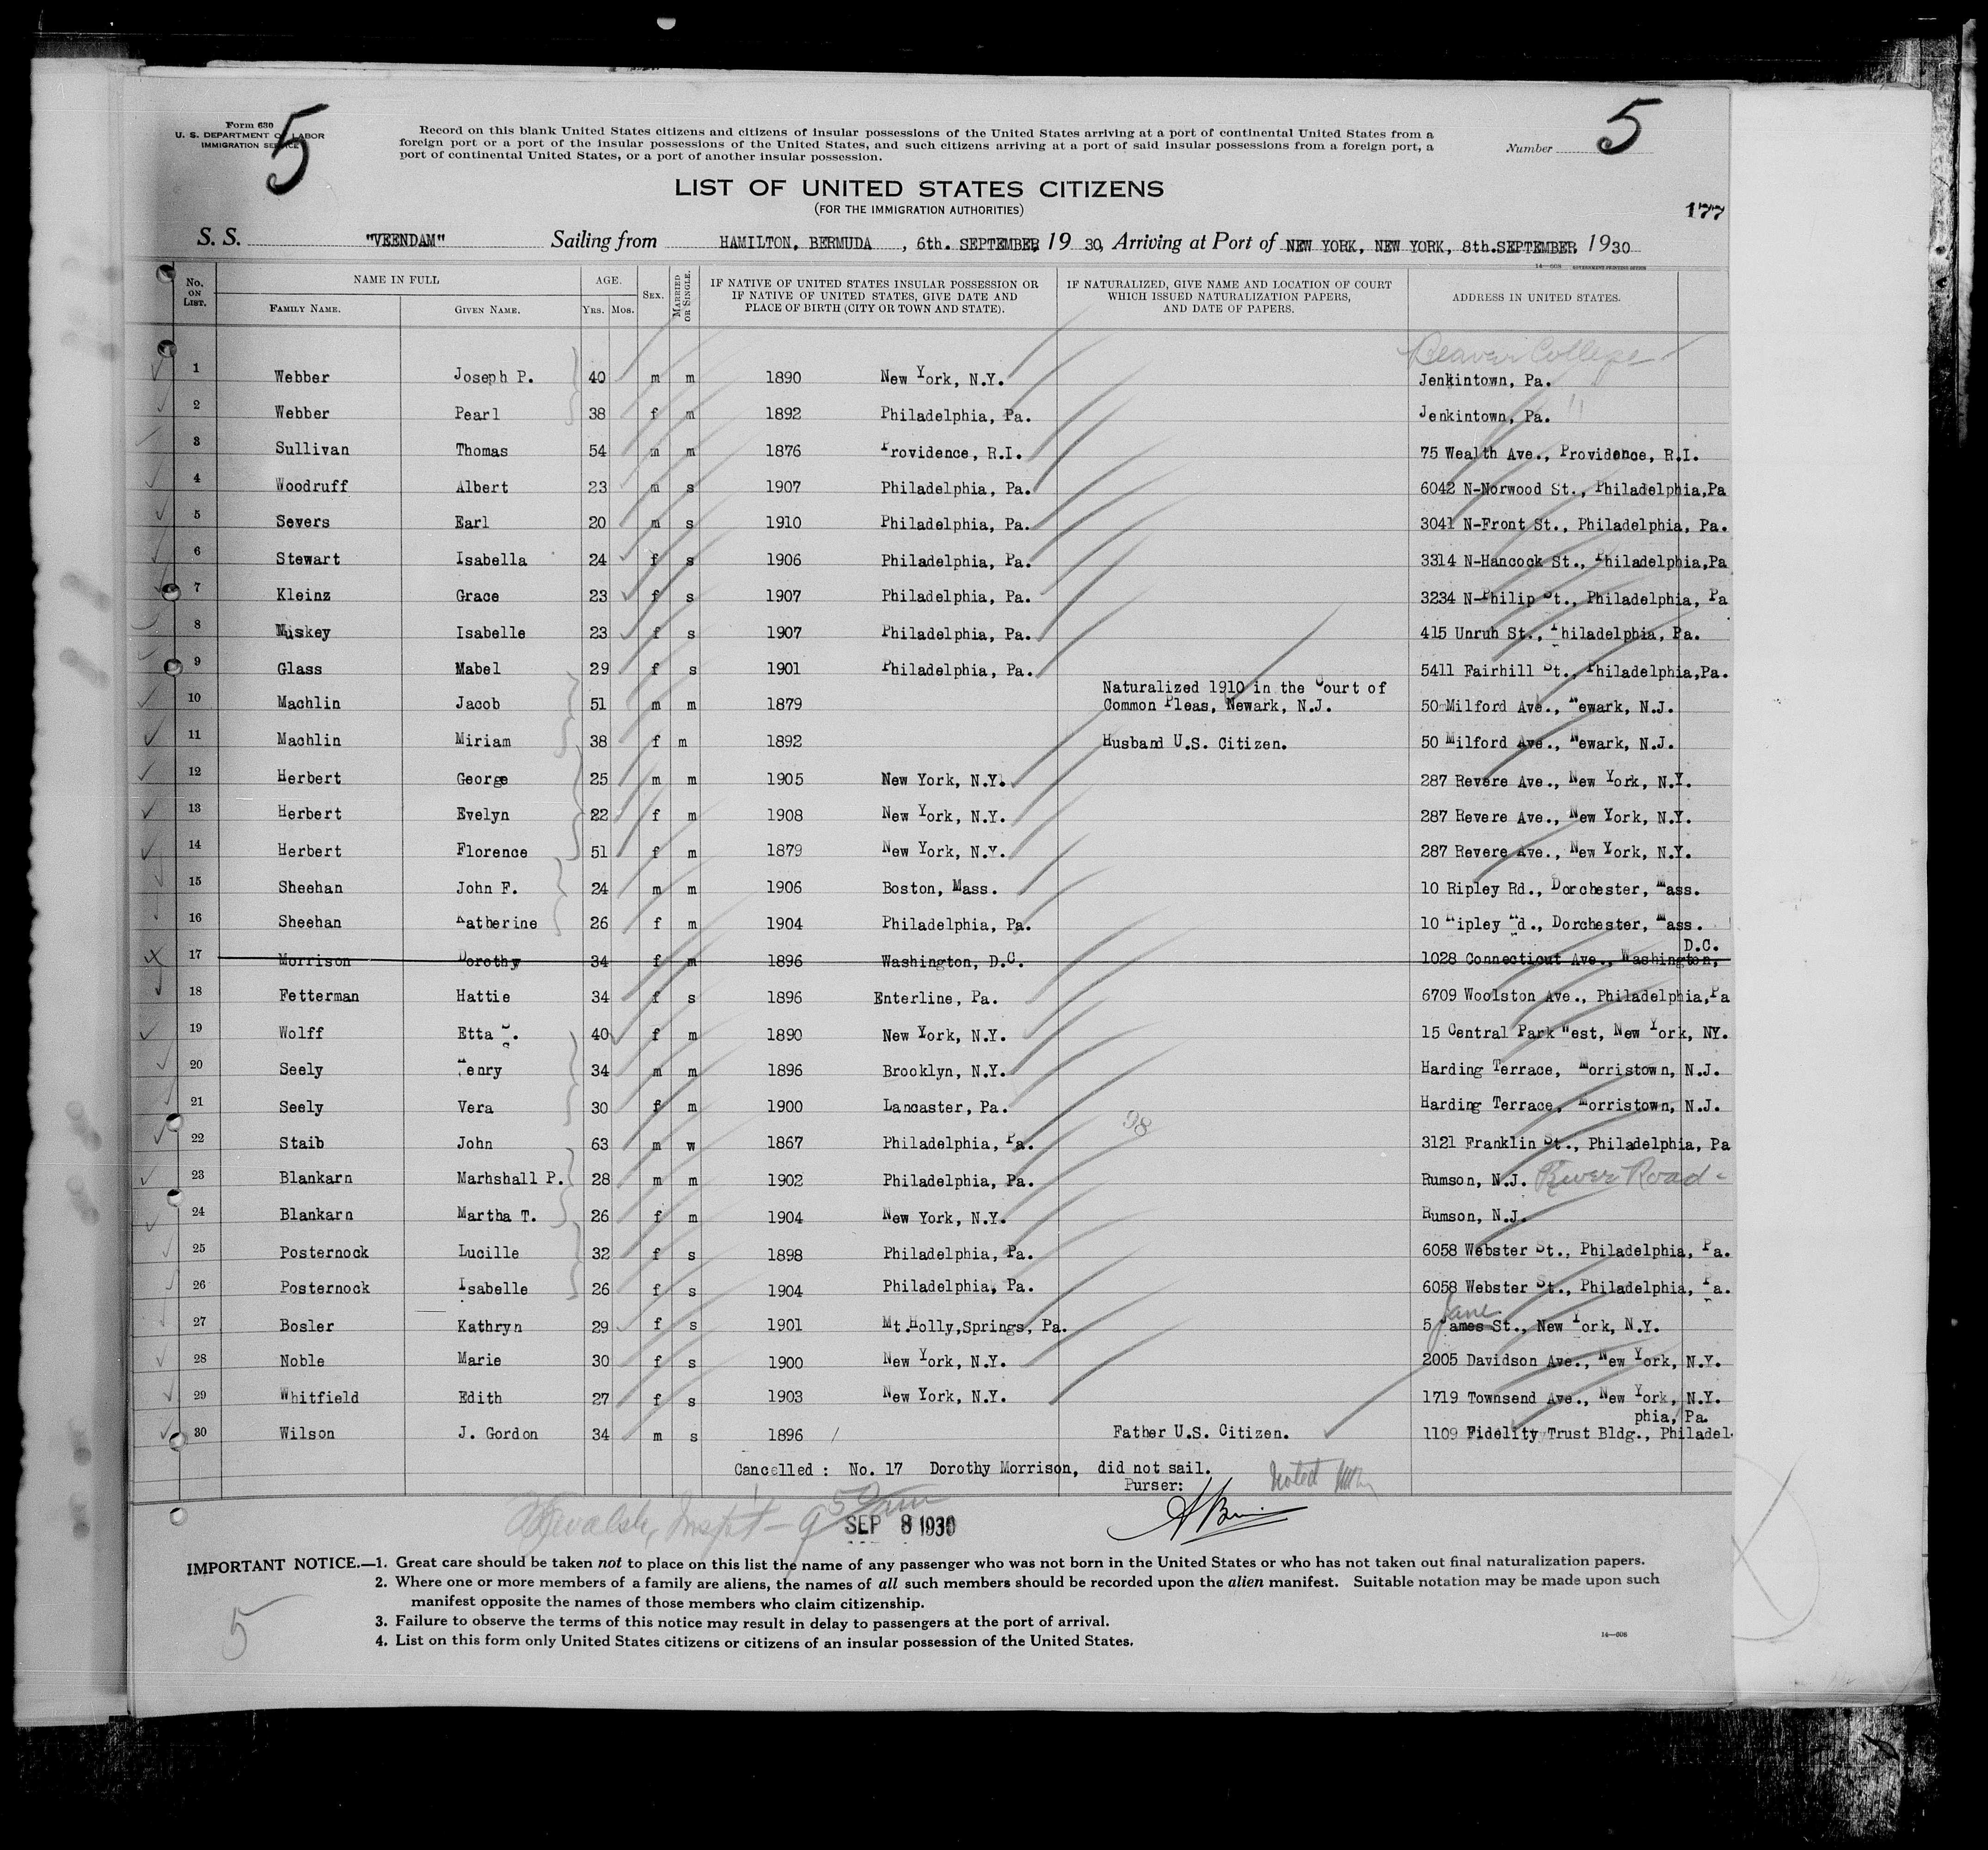 Form 630
U. S. DEPARTMENT OF LABOR
IMMIGRATION SERVICE
5
Record on this blank United States citizens and citizens of insular possessions of the United States arriving at a port of continental United States from a
foreign port or a port of the insular possessions of the United States, and such citizens arriving at a port of said insular possessions from a foreign port, a
port of continental United States, or a port of another insular possession.
Number 5
LIST OF UNITED STATES CITIZENS
(FOR THE IMMIGRATION AUTHORITIES)
177
S. S. "VEENDAM" Sailing from HAMILTON, BERMUDA, 6th. SEPTEMBER, 19 30, Arriving at Port of NEW YORK, NEW YORK, 8th. SEPTEMBER, 1930
14—608 GOVERNMENT PRINTING OFFICE
No. ON LIST. NAME IN FULL FAMILY NAME. GIVEN NAME. AGE. YRS. MOS. SEX. MARRIED OR SINGLE. IF NATIVE OF UNITED STATES INSULAR POSSESSION OR IF NATIVE OF UNITED STATES, GIVE DATE AND PLACE OF BIRTH (CITY OR TOWN AND STATE). IF NATURALIZED, GIVE NAME AND LOCATION OF COURT WHICH ISSUED NATURALIZATION PAPERS, AND DATE OF PAPERS. ADDRESS IN UNITED STATES.
Beaver College
1 Webber Joseph P. 40 m m 1890 New York, N.Y. Jenkintown, Pa.
2 Webber Pearl 38 f m 1892 Philadelphia, Pa. Jenkintown, Pa. "
3 Sullivan Thomas 54 m m 1876 Providence, R.I. 75 Wealth Ave., Providence, R.I.
4 Woodruff Albert 23 m s 1907 Philadelphia, Pa. 6042 N-Norwood St., Philadelphia,Pa
5 Severs Earl 20 m s 1910 Philadelphia, Pa. 3041 N-Front St., Philadelphia, Pa.
6 Stewart Isabella 24 f s 1906 Philadelphia, Pa. 3314 N-Hancock St., Philadelphia,Pa
7 Kleinz Grace 23 f s 1907 Philadelphia, Pa. 3234 N-Philip St., Philadelphia, Pa
8 Muskey Isabelle 23 f s 1907 Philadelphia, Pa. 415 Unruh St., Philadelphia, Pa.
9 Glass Mabel 29 f s 1901 Philadelphia, Pa. 5411 Fairhill St., Philadelphia,Pa.
10 Machlin Jacob 51 m m 1879 Naturalized 1910 in the Court of Common Pleas, Newark, N.J. 50 Milford Ave., Newark, N.J.
11 Machlin Miriam 38 f m 1892 Husband U.S. Citizen. 50 Milford Ave., Newark, N.J.
12 Herbert George 25 m m 1905 New York, N.Y. 287 Revere Ave., New York, N.Y.
13 Herbert Evelyn 22 f m 1908 New York, N.Y. 287 Revere Ave., New York, N.Y.
14 Herbert Florence 51 f m 1879 New York, N.Y. 287 Revere Ave., New York, N.Y.
15 Sheehan John F. 24 m m 1906 Boston, Mass. 10 Ripley Rd., Dorchester, Mass.
16 Sheehan Katherine 26 f m 1904 Philadelphia, Pa. 10 Ripley Rd., Dorchester, Mass.
17 Morrison Dorothy 34 f m 1896 Washington, D.C. 1028 Connecticut Ave., Washington, D.C.
18 Fetterman Hattie 34 f s 1896 Enterline, Pa. 6709 Woolston Ave., Philadelphia,Pa
19 Wolff Etta S. 40 f m 1890 New York, N.Y. 15 Central Park West, New York, NY.
20 Seely Henry 34 m m 1896 Brooklyn, N.Y. Harding Terrace, Morristown, N.J.
21 Seely Vera 30 f m 1900 Lancaster, Pa. Harding Terrace, Morristown, N.J.
22 Staib John 63 m w 1867 Philadelphia, Pa. 98 3121 Franklin St., Philadelphia, Pa
23 Blankarn Marhshall P. 28 m m 1902 Philadelphia, Pa. Rumson, N.J. River Road
24 Blankarn Martha T. 26 f m 1904 New York, N.Y. Rumson, N.J.
25 Posternock Lucille 32 f s 1898 Philadelphia, Pa. 6058 Webster St., Philadelphia, Pa.
26 Posternock Isabelle 26 f s 1904 Philadelphia, Pa. 6058 Webster St., Philadelphia, Pa.
Jane
27 Bosler Kathryn 29 f s 1901 Mt.Holly,Springs, Pa. 5 James St., New York, N.Y.
28 Noble Marie 30 f s 1900 New York, N.Y. 2005 Davidson Ave., New York, N.Y.
29 Whitfield Edith 27 f s 1903 New York, N.Y. 1719 Townsend Ave., New York, N.Y.
phia, Pa.
30 Wilson J. Gordon 34 m s 1896 Father U.S. Citizen. 1109 Fidelity Trust Bldg., Philadel-
Cancelled : No. 17 Dorothy Morrison, did not sail.
Purser: Noted
Walsh, Insp't - 9 50 am
SEP 8 1930
IMPORTANT NOTICE.—1. Great care should be taken not to place on this list the name of any passenger who was not born in the United States or who has not taken out final naturalization papers.
2. Where one or more members of a family are aliens, the names of all such members should be recorded upon the alien manifest. Suitable notation may be made upon such
manifest opposite the names of those members who claim citizenship.
3. Failure to observe the terms of this notice may result in delay to passengers at the port of arrival.
4. List on this form only United States citizens or citizens of an insular possession of the United States.
5
14—608